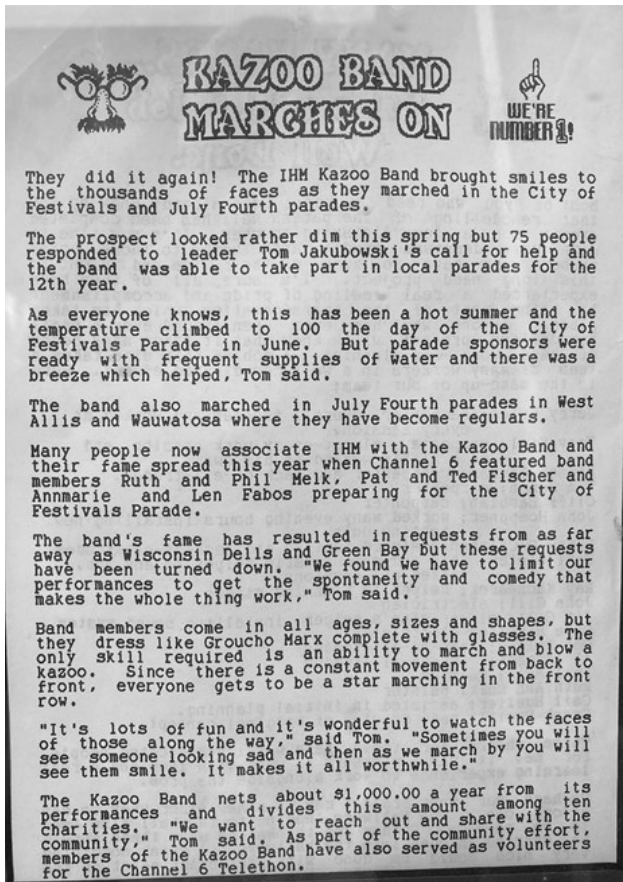 KAZOO BAND
MARCHES ON
WE'RE
NUMBER 1!
They did it again! The IHM Kazoo Band brought smiles to
the thousands of faces as they marched in the City of
Festivals and July Fourth parades.
The prospect looked rather dim this spring but 75 people
responded to leader Tom Jakubowski's call for help and
the band was able to take part in local parades for the
12th year.
As everyone knows, this has been a hot summer and the
temperature climbed to 100 the day of the City of
Festivals Parade in June. But parade sponsors were
ready with frequent supplies of water and there was a
breeze which helped, Tom said.
The band also marched in July Fourth parades in West
Allis and Wauwatosa where they have become regulars.
Many people now associate IHM with the Kazoo Band and
their fame spread this year when Channel 6 featured band
members Ruth and Phil Melk, Pat and Ted Fischer and
Annmarie and Len Fabos preparing for the City of
Festivals Parade.
The band's fame has resulted in requests from as far
away as Wisconsin Dells and Green Bay but these requests
have been turned down. "We found we have to limit our
performances to get the spontaneity and comedy that
makes the whole thing work," Tom said.
Band members come in all ages, sizes and shapes, but
they dress like Groucho Marx complete with glasses. The
only skill required is an ability to march and blow a
kazoo. Since there is a constant movement from back to
front, everyone gets to be a star marching in the front
row.
"It's lots of fun and it's wonderful to watch the faces
of those along the way," said Tom. "Sometimes you will
see someone looking sad and then as we march by you will
see them smile. It makes it all worthwhile."
The Kazoo Band nets about $1,000.00 a year from its
performances and divides this amount among ten
charities. "We want to reach out and share with the
community," Tom said. As part of the community effort,
members of the Kazoo Band have also served as volunteers
for the Channel 6 Telethon.